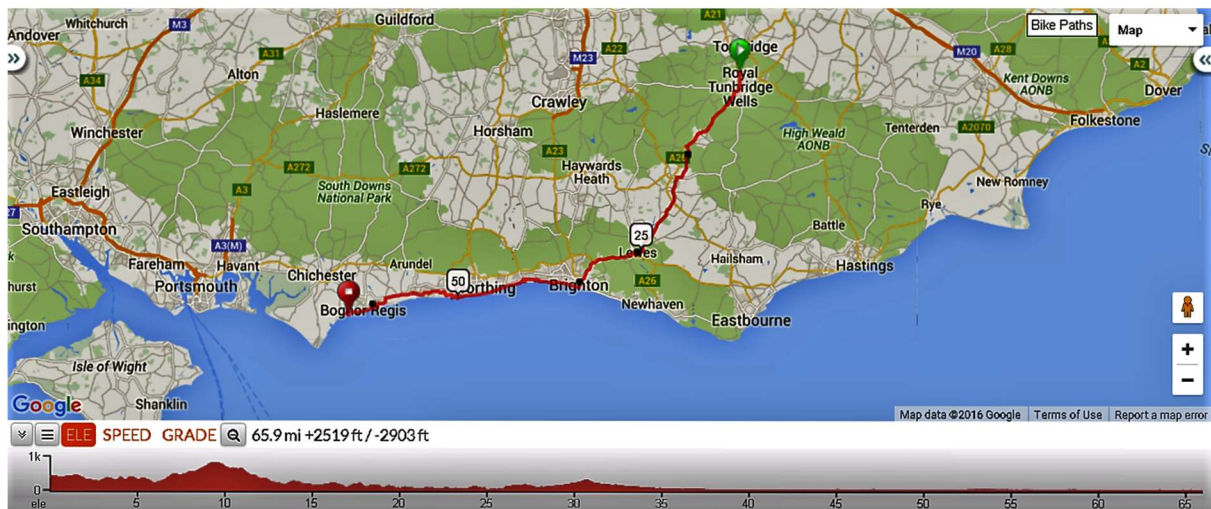 Whitchurch
M3
Guildford
A21
Bike Paths
Map
Andover
A31
A22
Tonbridge
M20
A28
A2
A34
Alton
M23
Royal
Tunbridge
Wells
Kent Downs
AONB
Dover
Crawley
Haslemere
Folkestone
Winchester
Horsham
High Weald
AONB
Tenterden
A2070
A23
A272
A272
Haywards
Heath
A26
South Downs
National Park
New Romney
Eastleigh
A3
Rye
Southampton
Battle
A3(M)
25
Lewes
Fareham
Havant
Chichester
Arundel
Hailsham
Hastings
50
Portsmouth
Worthing
Brighton
A26
Bognor Regis
Newhaven
Eastbourne
Isle of Wight
+
−
Google
Shanklin
Map data ©2016 Google
Terms of Use
Report a map error
ELE SPEED GRADE 65.9 mi +2519 ft / -2903 ft
1k
0
ele 5 10 15 20 25 30 35 40 45 50 55 60 65